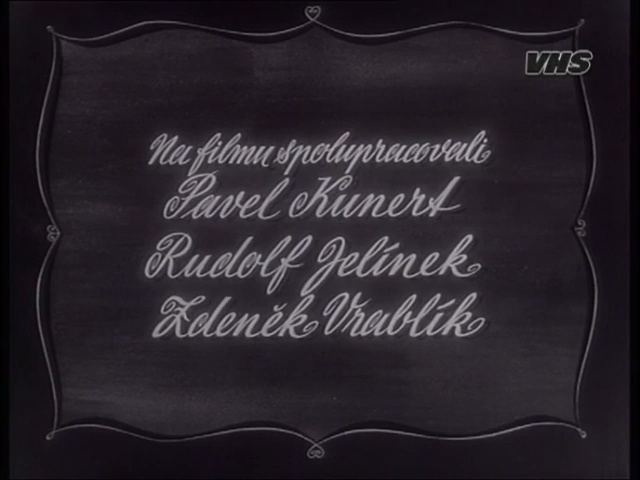 VHS
Na filmu spolupracovali
Pavel Kunert
Rudolf Jelínek
Zdeněk Vrablík